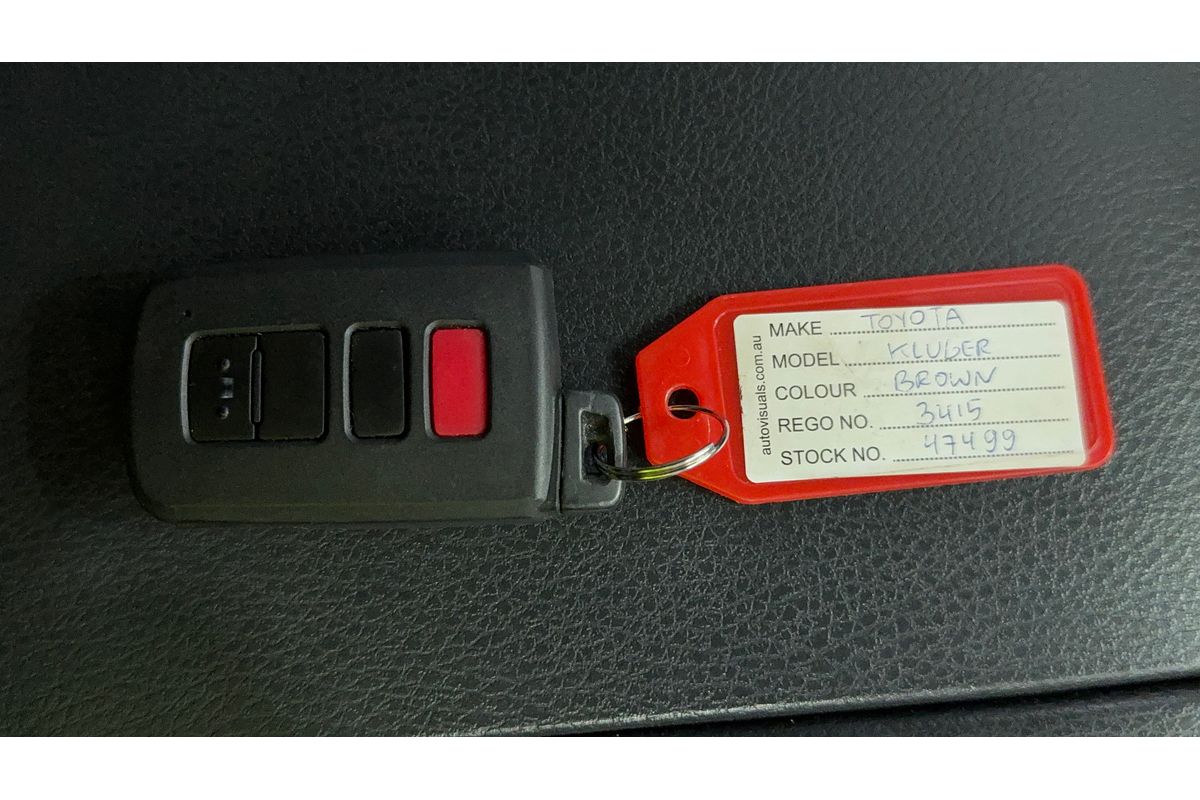 MAKE TOYOTA
MODEL KLUGER
COLOUR BROWN
REGO NO. 3415
STOCK NO. 47499
autovisuals.com.au